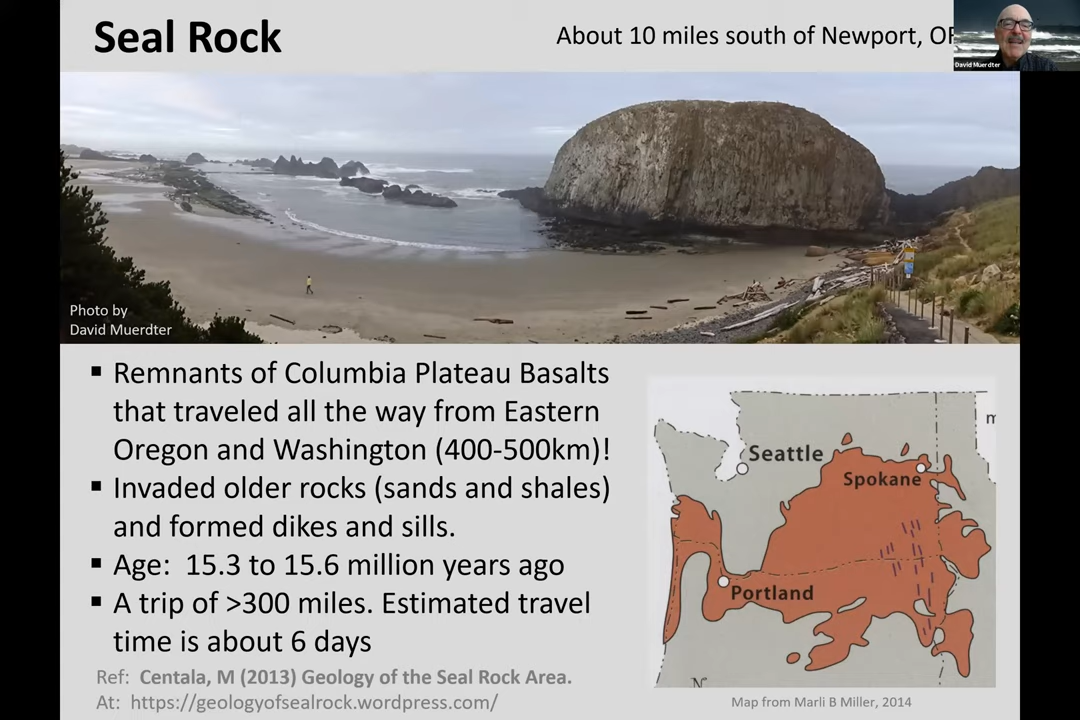 Seal Rock
About 10 miles south of Newport, OR
David Muerdter
Photo by
David Muerdter
▪ Remnants of Columbia Plateau Basalts
that traveled all the way from Eastern
Oregon and Washington (400-500km)!
▪ Invaded older rocks (sands and shales)
and formed dikes and sills.
▪ Age: 15.3 to 15.6 million years ago
▪ A trip of >300 miles. Estimated travel
time is about 6 days
Ref: Centala, M (2013) Geology of the Seal Rock Area.
At: https://geologyofsealrock.wordpress.com/
Seattle
Spokane
Portland
Map from Marli B Miller, 2014